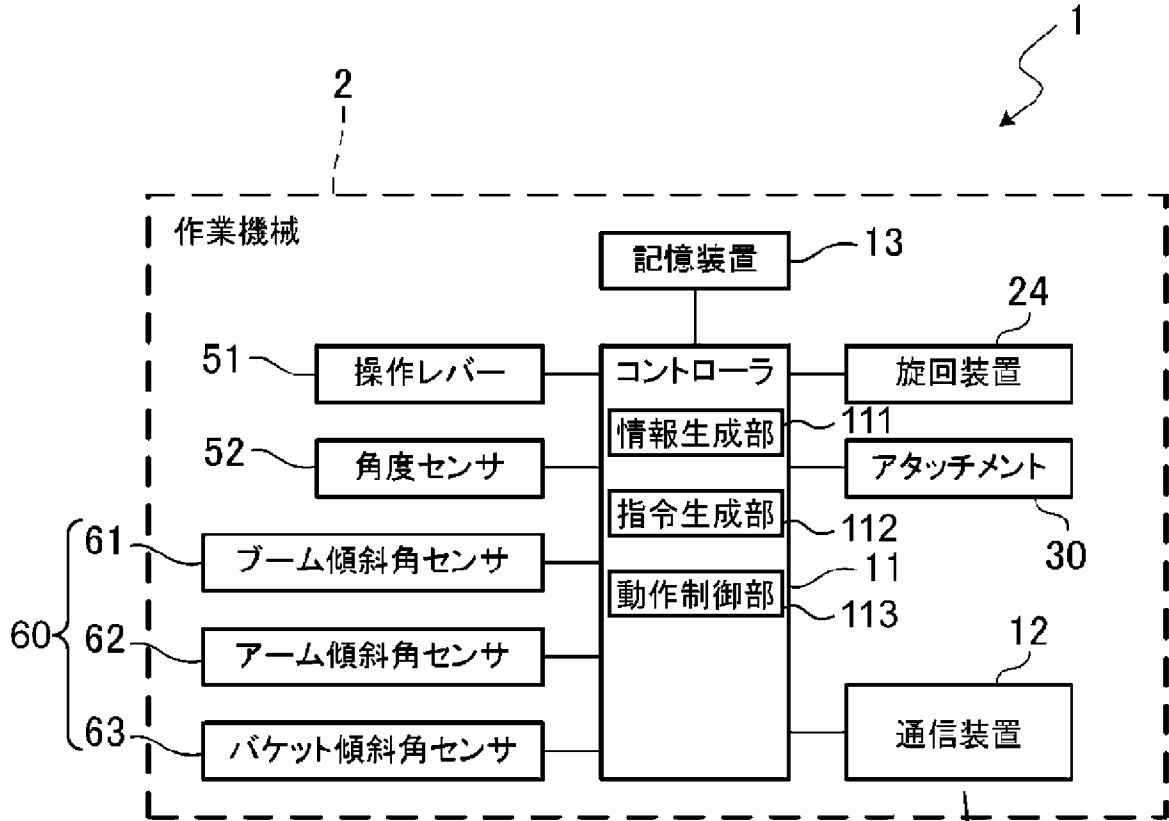 1
2
作業機械
記憶装置
13
24
51
操作レバー
コントローラ
旋回装置
情報生成部
111
52
角度センサ
アタッチメント
指令生成部
112
30
61
ブーム傾斜角センサ
11
動作制御部
113
60
62
アーム傾斜角センサ
12
63
バケット傾斜角センサ
通信装置